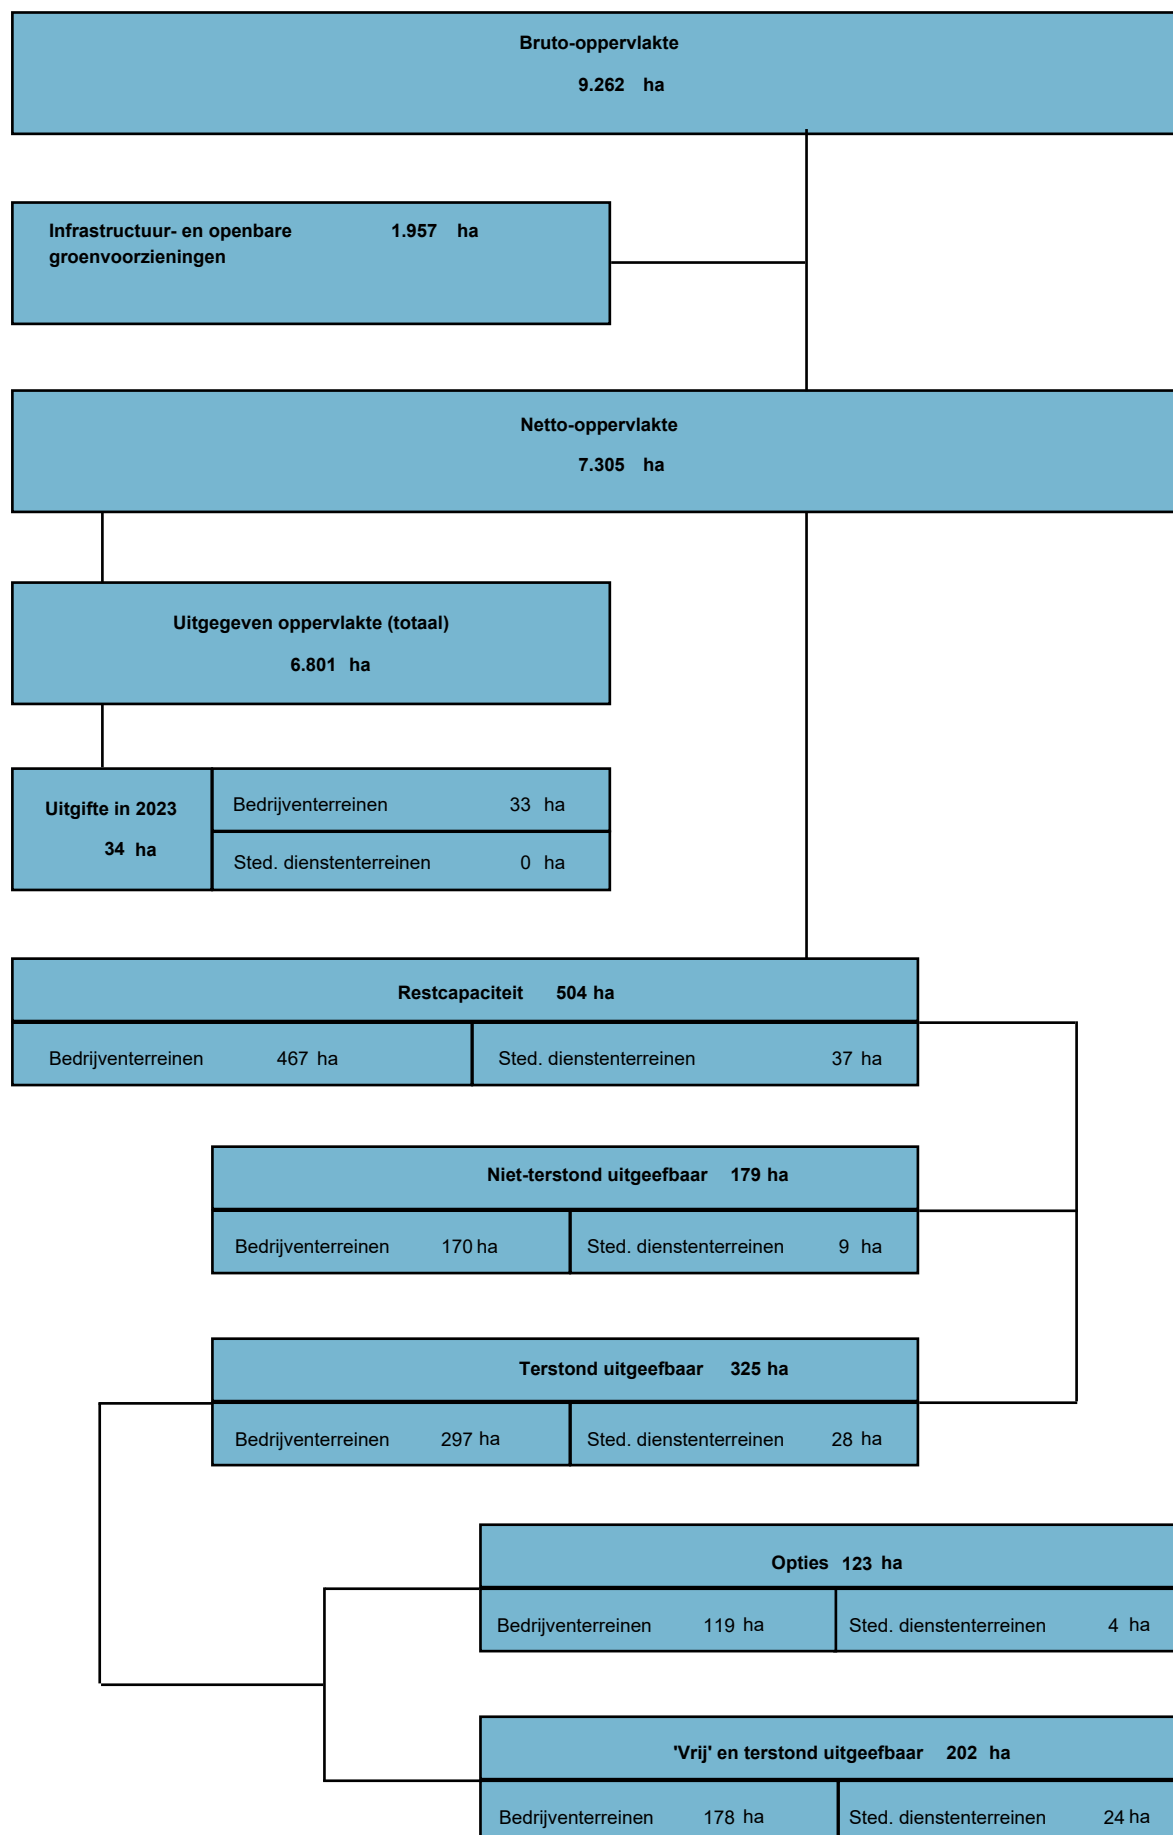 Bruto-oppervlakte
9.262 ha
Infrastructuur- en openbare 1.957 ha
groenvoorzieningen
Netto-oppervlakte
7.305 ha
Uitgegeven oppervlakte (totaal)
6.801 ha
Uitgifte in 2023
34 ha
Bedrijventerreinen 33 ha
Sted. dienstenterreinen 0 ha
Restcapaciteit 504 ha
Bedrijventerreinen 467 ha Sted. dienstenterreinen 37 ha
Niet-terstond uitgeefbaar 179 ha
Bedrijventerreinen 170 ha Sted. dienstenterreinen 9 ha
Terstond uitgeefbaar 325 ha
Bedrijventerreinen 297 ha Sted. dienstenterreinen 28 ha
Opties 123 ha
Bedrijventerreinen 119 ha Sted. dienstenterreinen 4 ha
'Vrij' en terstond uitgeefbaar 202 ha
Bedrijventerreinen 178 ha Sted. dienstenterreinen 24 ha